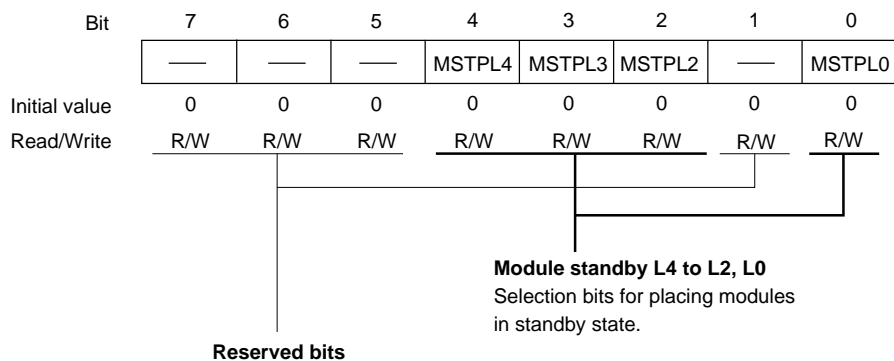 Bit 7 6 5 4 3 2 1 0
— — — MSTPL4 MSTPL3 MSTPL2 — MSTPL0
Initial value 0 0 0 0 0 0 0 0
Read/Write R/W R/W R/W R/W R/W R/W R/W R/W
Module standby L4 to L2, L0
Selection bits for placing modules
in standby state.
Reserved bits